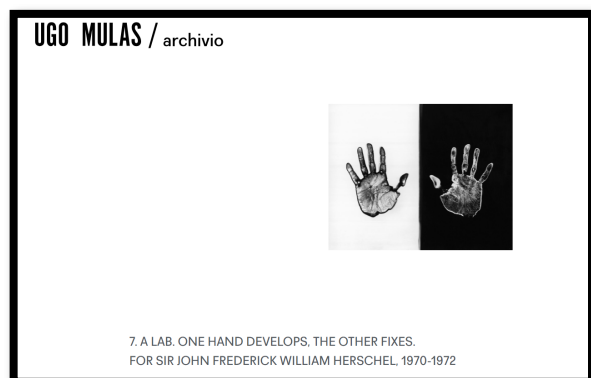 UGO MULAS / archivio
7. A LAB. ONE HAND DEVELOPS, THE OTHER FIXES.
FOR SIR JOHN FREDERICK WILLIAM HERSCHEL, 1970-1972